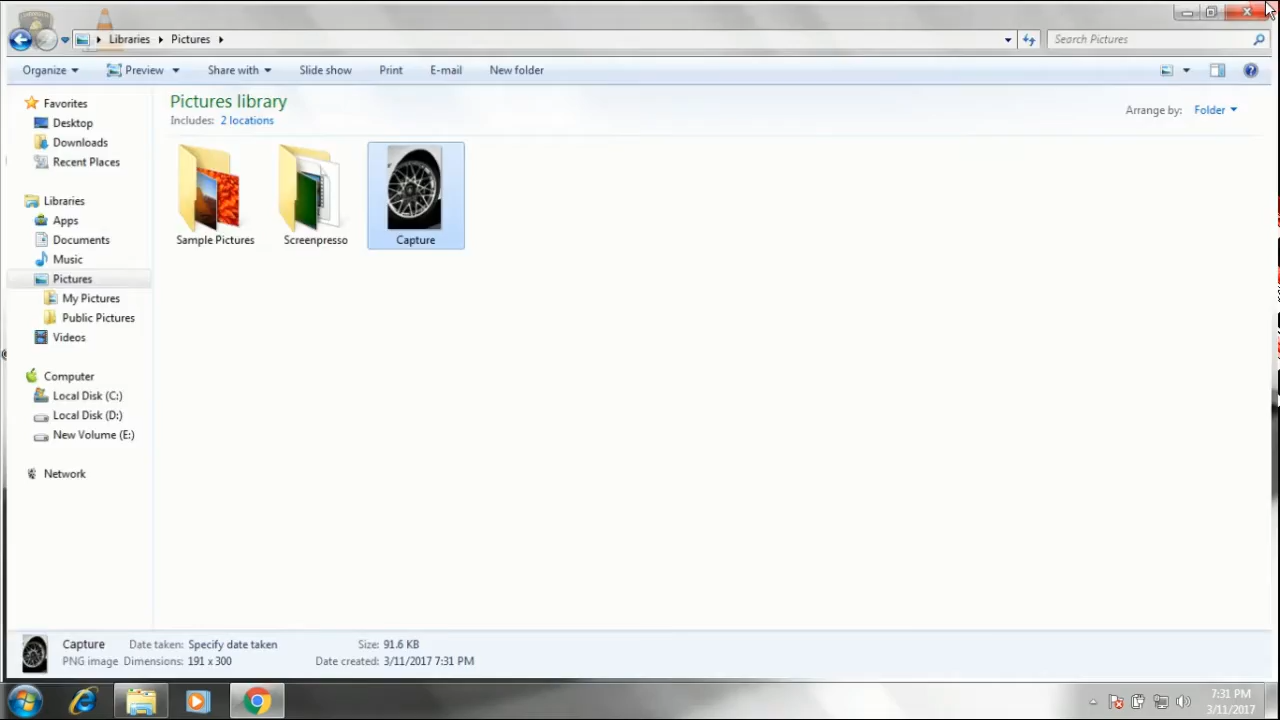 Libraries Pictures Search Pictures
Organize Preview Share with Slide show Print E-mail New folder
Pictures library
Includes: 2 locations
Arrange by: Folder
Favorites
Desktop
Downloads
Recent Places
Libraries
Apps
Documents
Music
Pictures
My Pictures
Public Pictures
Videos
Computer
Local Disk (C:)
Local Disk (D:)
New Volume (E:)
Network
Sample Pictures Screenpresso Capture
Capture Date taken: Specify date taken Size: 91.6 KB
PNG image Dimensions: 191 x 300 Date created: 3/11/2017 7:31 PM
7:31 PM
3/11/2017